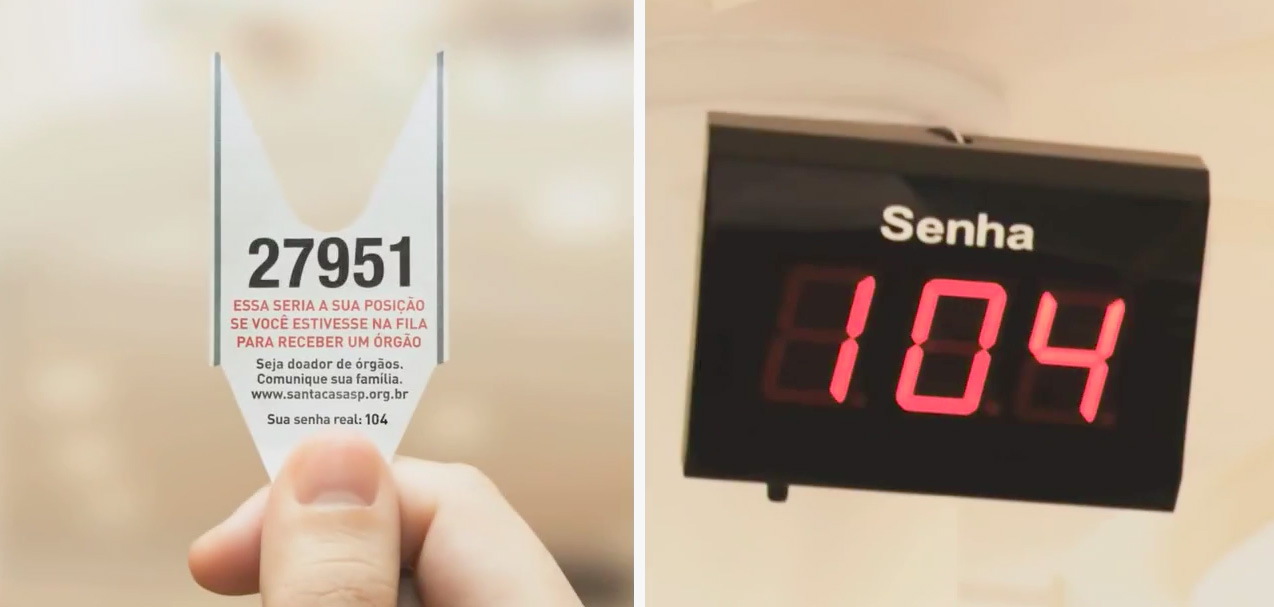 27951
ESSA SERIA A SUA POSIÇÃO
SE VOCÊ ESTIVESSE NA FILA
PARA RECEBER UM ÓRGÃO
Seja doador de órgãos.
Comunique sua família.
www.santacasasp.org.br
Sua senha real: 104
Senha
104